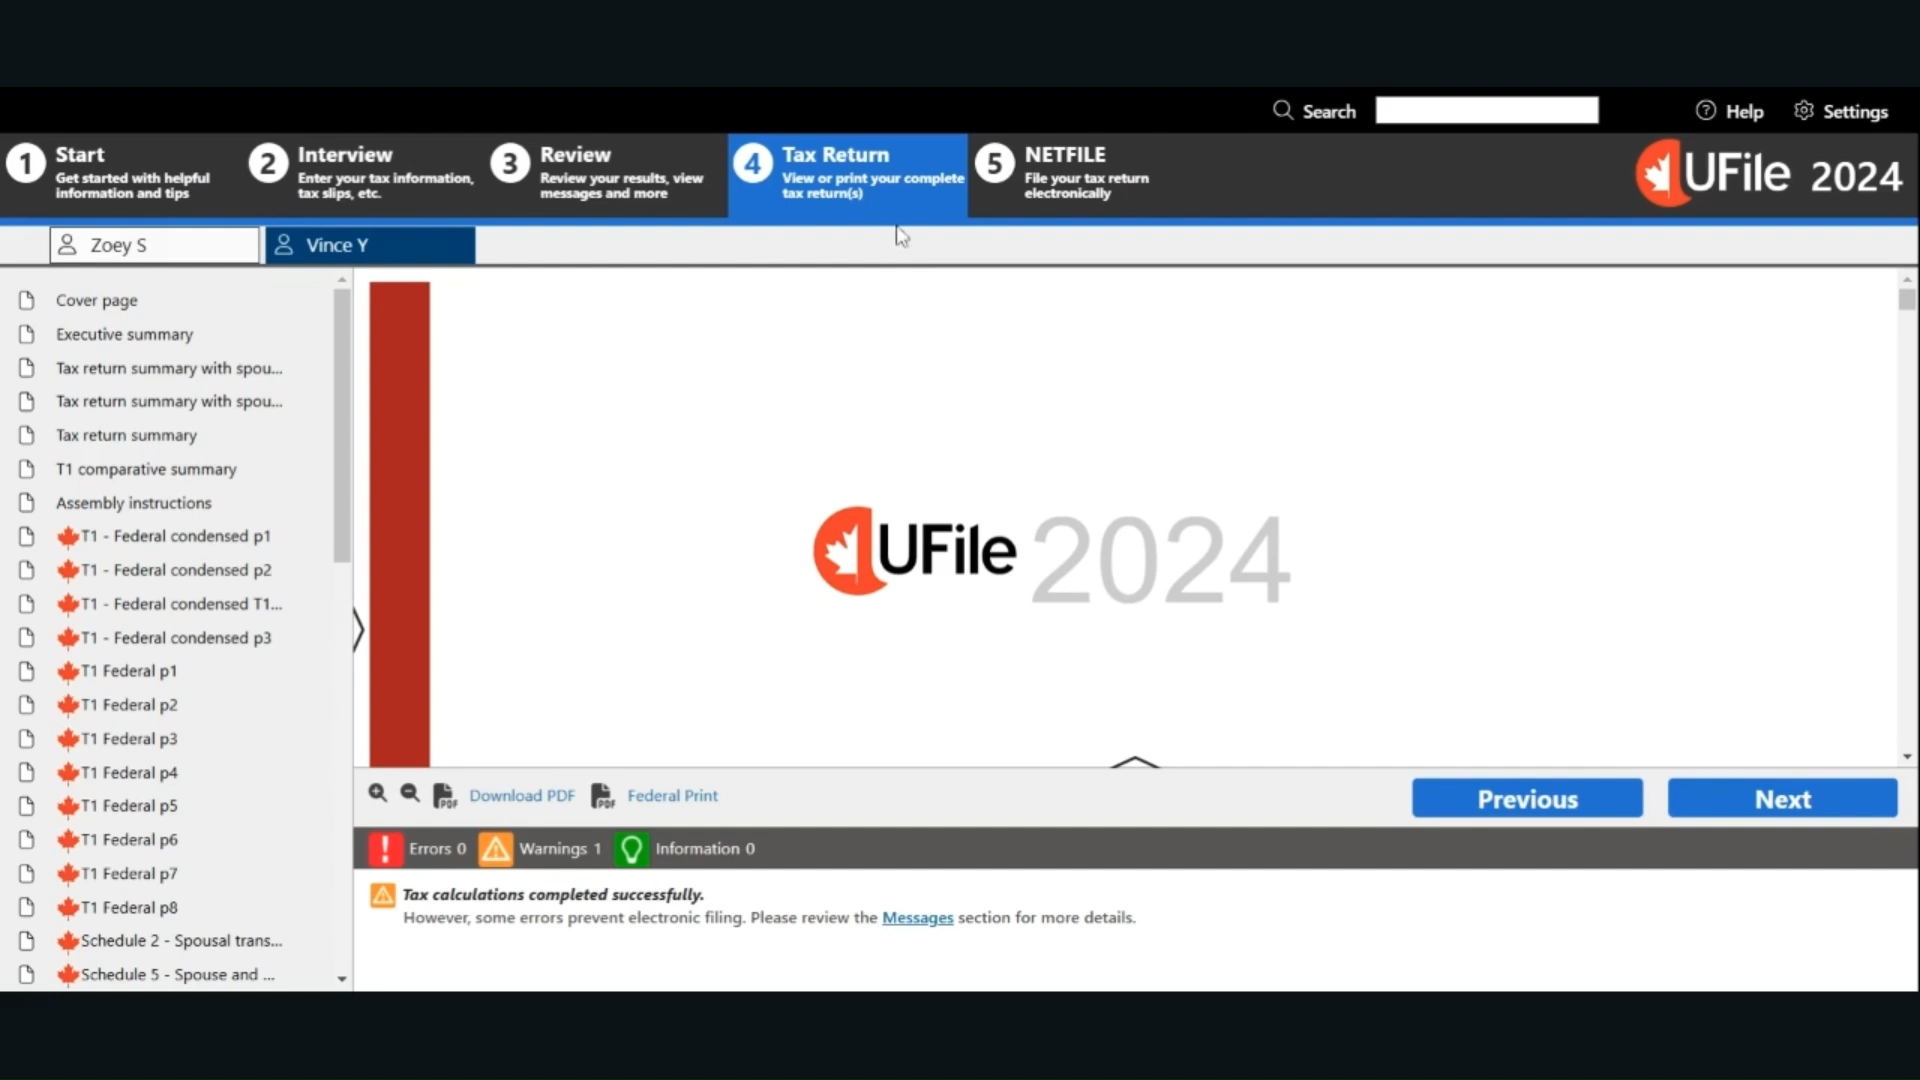 Search
Help
Settings
1 Start
Get started with helpful
information and tips
2 Interview
Enter your tax information,
tax slips, etc.
3 Review
Review your results, view
messages and more
4 Tax Return
View or print your complete
tax return(s)
5 NETFILE
File your tax return
electronically
UFile 2024
Zoey S
Vince Y
Cover page
Executive summary
Tax return summary with spou...
Tax return summary with spou...
Tax return summary
T1 comparative summary
Assembly instructions
T1 - Federal condensed p1
T1 - Federal condensed p2
T1 - Federal condensed T1...
T1 - Federal condensed p3
T1 Federal p1
T1 Federal p2
T1 Federal p3
T1 Federal p4
T1 Federal p5
T1 Federal p6
T1 Federal p7
T1 Federal p8
Schedule 2 - Spousal trans...
Schedule 5 - Spouse and ...
UFile 2024
PDF Download PDF PDF Federal Print
Previous
Next
Errors 0 Warnings 1 Information 0
Tax calculations completed successfully.
However, some errors prevent electronic filing. Please review the Messages section for more details.